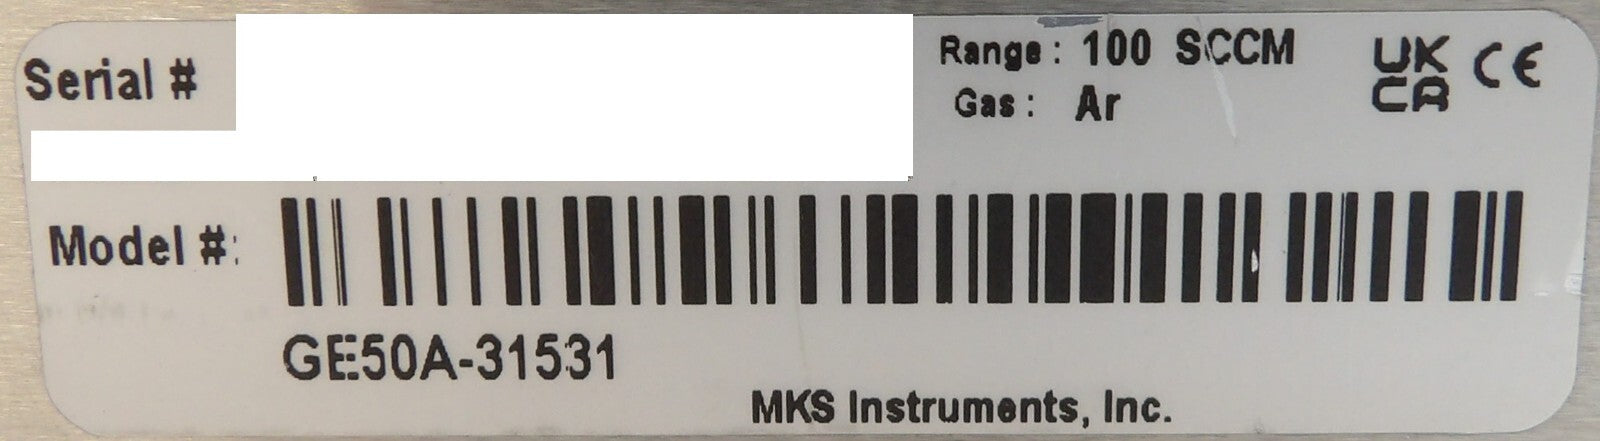 Serial #
Range: 100 SCCM
Gas: Ar
UK
CA
CE
Model #:
GE50A-31531
MKS Instruments, Inc.